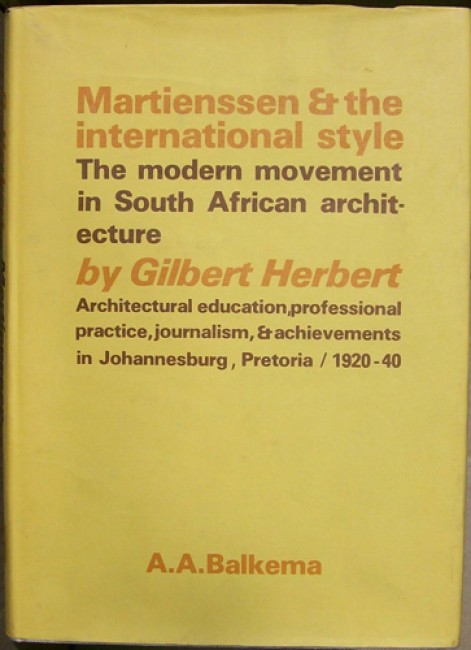 Martienssen & the
international style
The modern movement
in South African archit-
ecture
by Gilbert Herbert
Architectural education,professional
practice,journalism,&achievements
in Johannesburg, Pretoria / 1920-40
A.A.Balkema